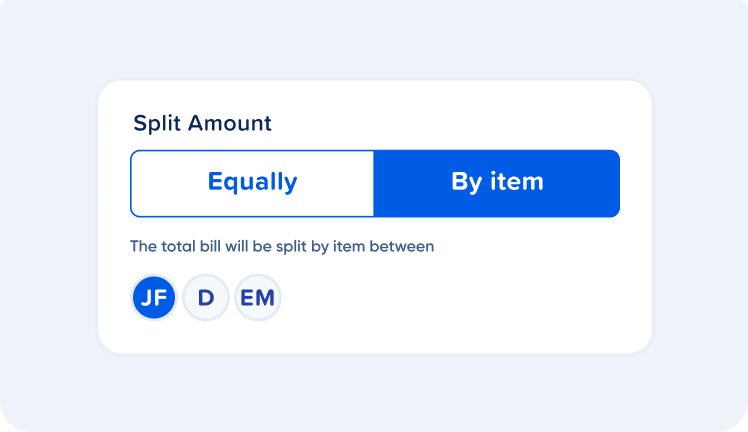 Split Amount
Equally By item
The total bill will be split by item between
JF D EM